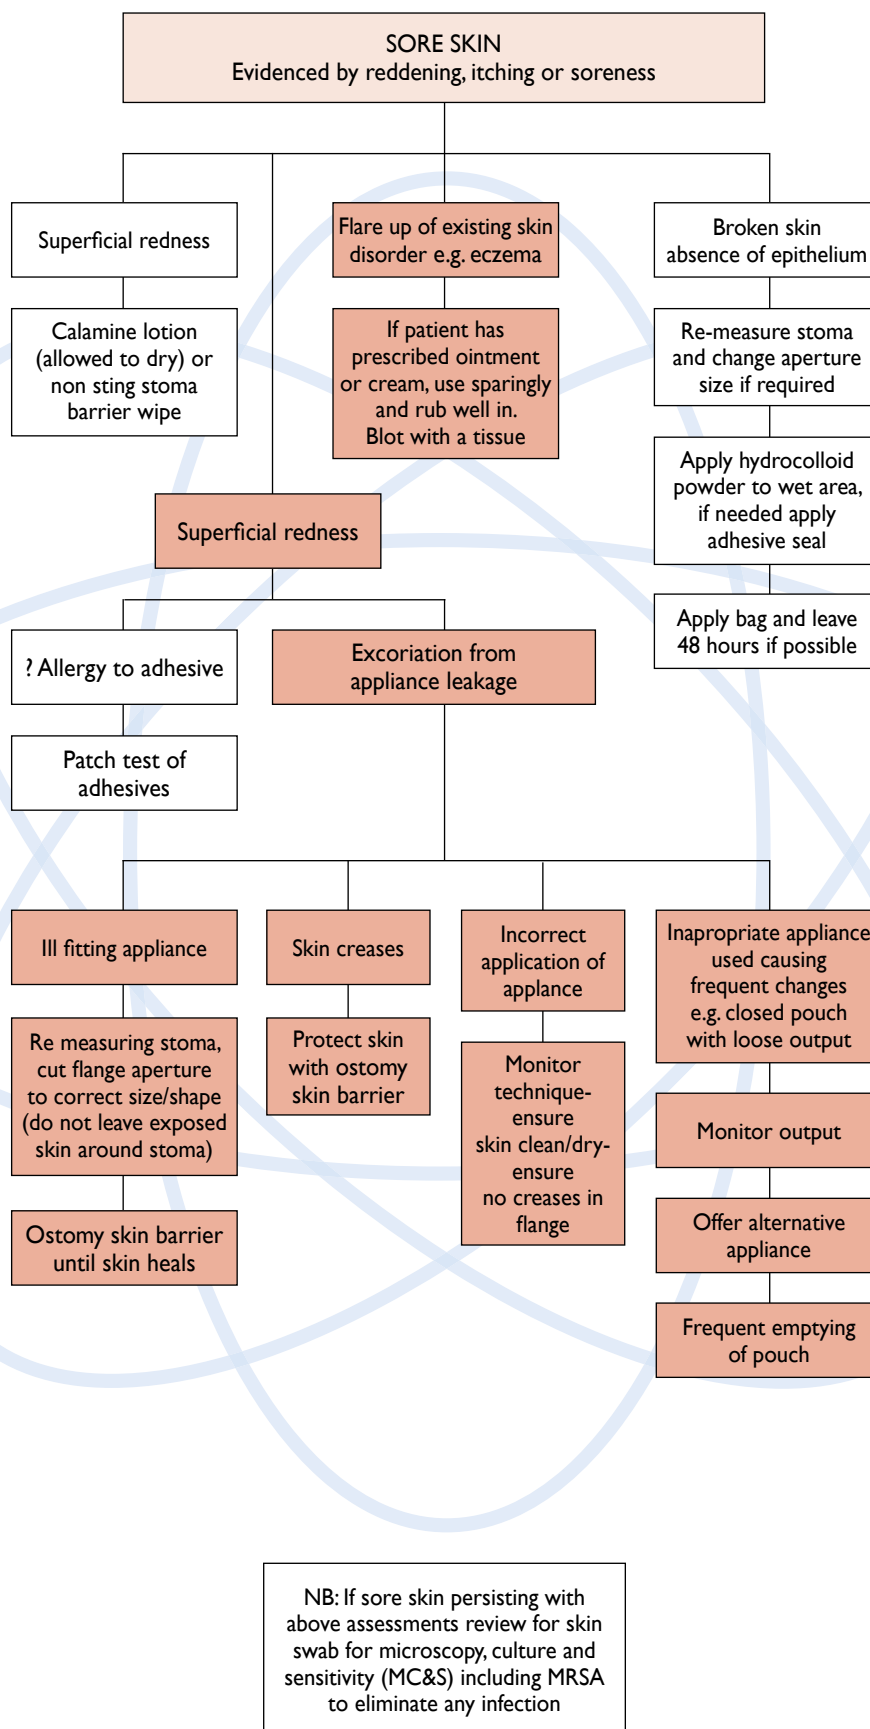 SORE SKIN
Evidenced by reddening, itching or soreness
Superficial redness
Calamine lotion
(allowed to dry) or
non sting stoma
barrier wipe
Flare up of existing skin
disorder e.g. eczema
If patient has
prescribed ointment
or cream, use sparingly
and rub well in.
Blot with a tissue
Broken skin
absence of epithelium
Re-measure stoma
and change aperture
size if required
Apply hydrocolloid
powder to wet area,
if needed apply
adhesive seal
Apply bag and leave
48 hours if possible
Superficial redness
? Allergy to adhesive
Patch test of
adhesives
Excoriation from
appliance leakage
Ill fitting appliance
Re measuring stoma,
cut flange aperture
to correct size/shape
(do not leave exposed
skin around stoma)
Ostomy skin barrier
until skin heals
Skin creases
Protect skin
with ostomy
skin barrier
Incorrect
application of
applance
Monitor
technique-
ensure
skin clean/dry-
ensure
no creases in
flange
Inapropriate appliance
used causing
frequent changes
e.g. closed pouch
with loose output
Monitor output
Offer alternative
appliance
Frequent emptying
of pouch
NB: If sore skin persisting with
above assessments review for skin
swab for microscopy, culture and
sensitivity (MC&S) including MRSA
to eliminate any infection